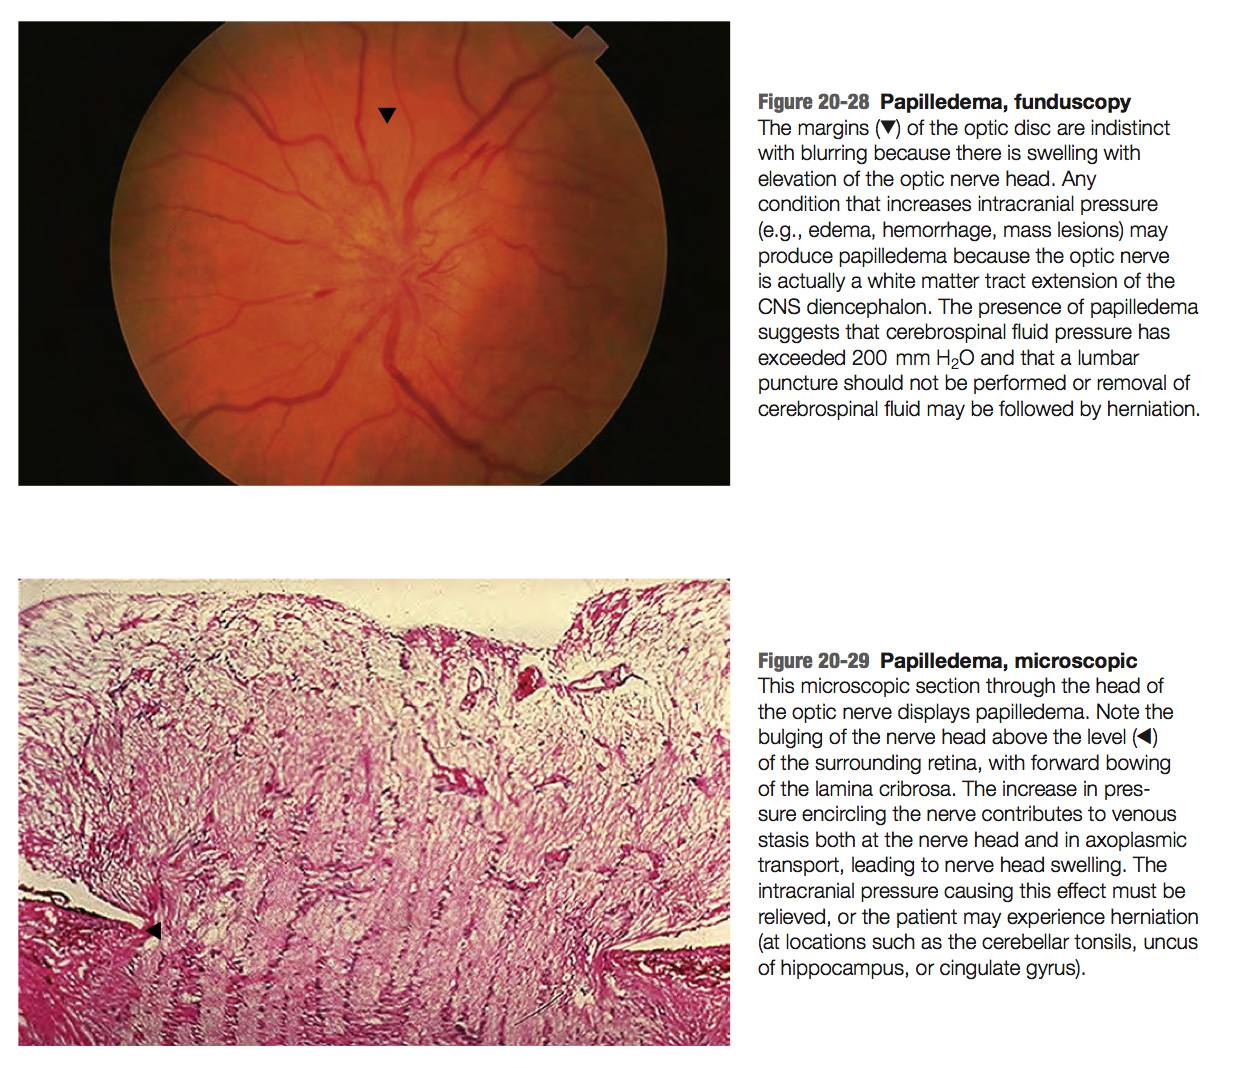 Figure 20-28 Papilledema, funduscopy
The margins (▼) of the optic disc are indistinct
with blurring because there is swelling with
elevation of the optic nerve head. Any
condition that increases intracranial pressure
(e.g., edema, hemorrhage, mass lesions) may
produce papilledema because the optic nerve
is actually a white matter tract extension of the
CNS diencephalon. The presence of papilledema
suggests that cerebrospinal fluid pressure has
exceeded 200 mm H₂O and that a lumbar
puncture should not be performed or removal of
cerebrospinal fluid may be followed by herniation.
Figure 20-29 Papilledema, microscopic
This microscopic section through the head of
the optic nerve displays papilledema. Note the
bulging of the nerve head above the level (◀)
of the surrounding retina, with forward bowing
of the lamina cribrosa. The increase in pres-
sure encircling the nerve contributes to venous
stasis both at the nerve head and in axoplasmic
transport, leading to nerve head swelling. The
intracranial pressure causing this effect must be
relieved, or the patient may experience herniation
(at locations such as the cerebellar tonsils, uncus
of hippocampus, or cingulate gyrus).